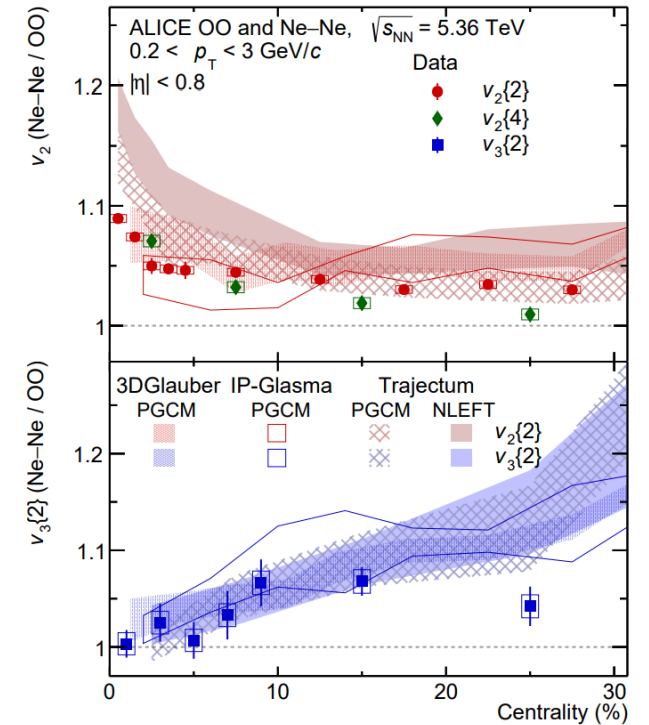 ALICE OO and Ne–Ne, √sNN = 5.36 TeV
0.2 < pT < 3 GeV/c
|η| < 0.8
Data
v2{2}
v2{4}
v3{2}
v2 (Ne–Ne / OO)
1.2
1.1
1
3DGlauber IP-Glasma Trajectum
PGCM PGCM PGCM NLEFT
v2{2}
v3{2}
v3{2} (Ne–Ne / OO)
1.2
1.1
1
0 10 20 30
Centrality (%)